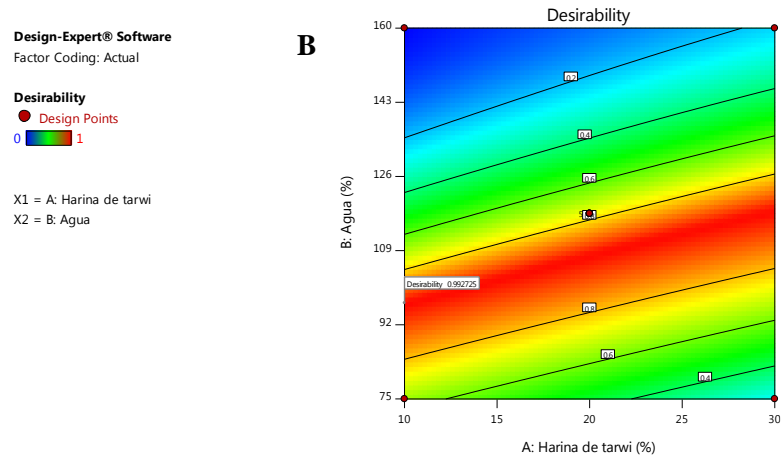 Design-Expert® Software
Factor Coding: Actual
Desirability
Design Points
0 1
X1 = A: Harina de tarwi
X2 = B: Agua
B
Desirability
160
143
126
109
92
75
B: Agua (%)
0.2
0.4
0.6
0.8
0.6
0.4
Desirability 0.992725
10
15
20
25
30
A: Harina de tarwi (%)